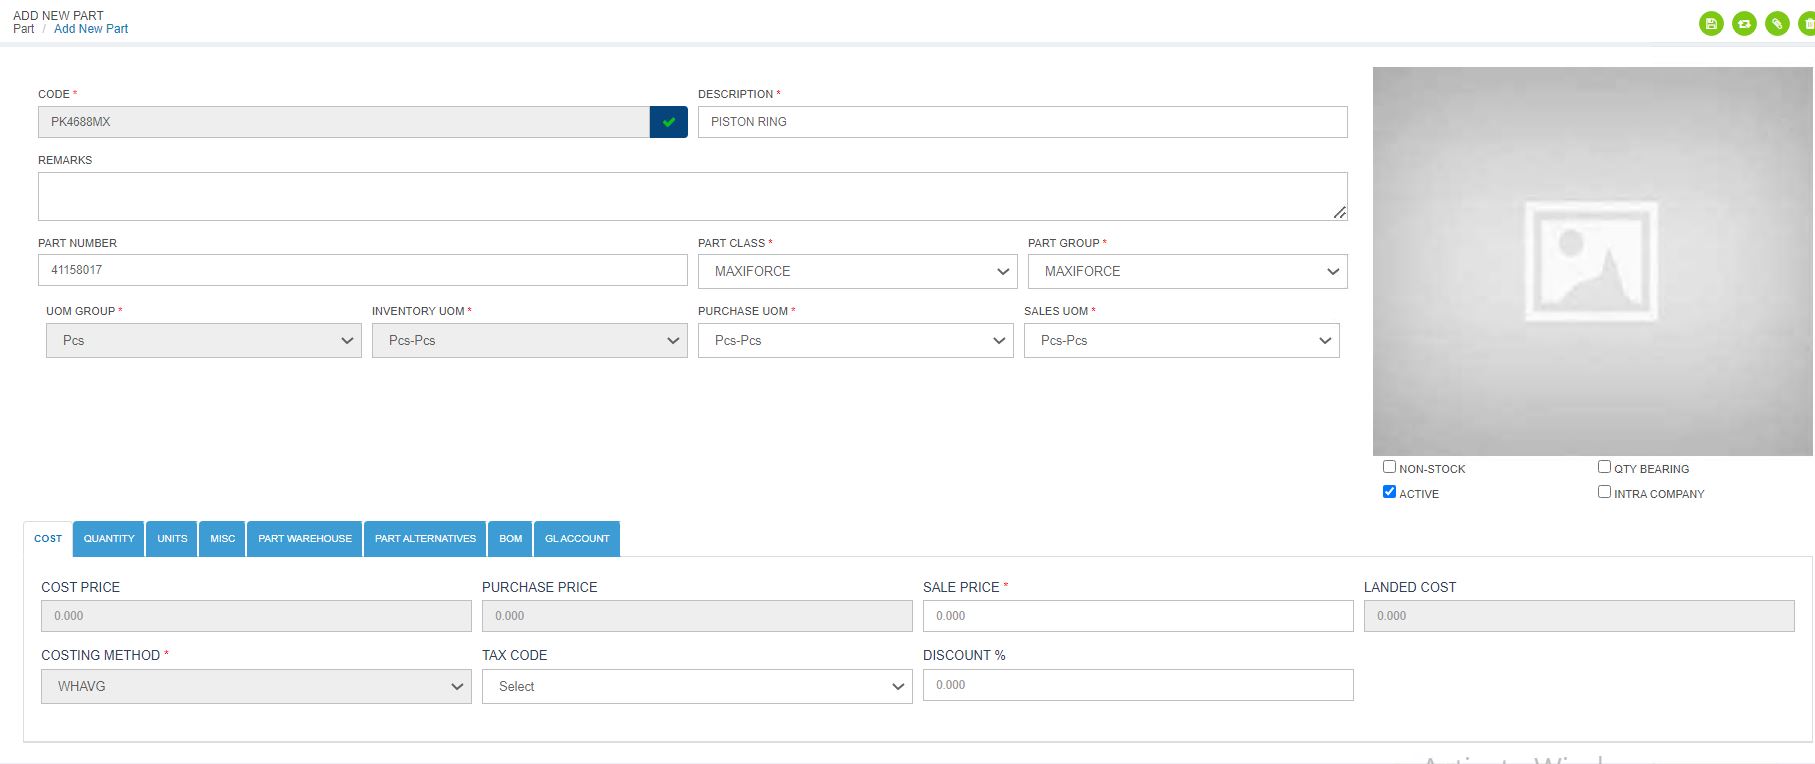 ADD NEW PART
Part / Add New Part
CODE * DESCRIPTION *
PK4688MX PISTON RING
REMARKS
PART NUMBER PART CLASS * PART GROUP *
41158017 MAXIFORCE MAXIFORCE
UOM GROUP * INVENTORY UOM * PURCHASE UOM * SALES UOM *
Pcs Pcs-Pcs Pcs-Pcs Pcs-Pcs
NON-STOCK QTY BEARING
ACTIVE INTRA COMPANY
COST QUANTITY UNITS MISC PART WAREHOUSE PART ALTERNATIVES BOM GL ACCOUNT
COST PRICE PURCHASE PRICE SALE PRICE * LANDED COST
0.000 0.000 0.000 0.000
COSTING METHOD * TAX CODE DISCOUNT %
WHAVG Select 0.000